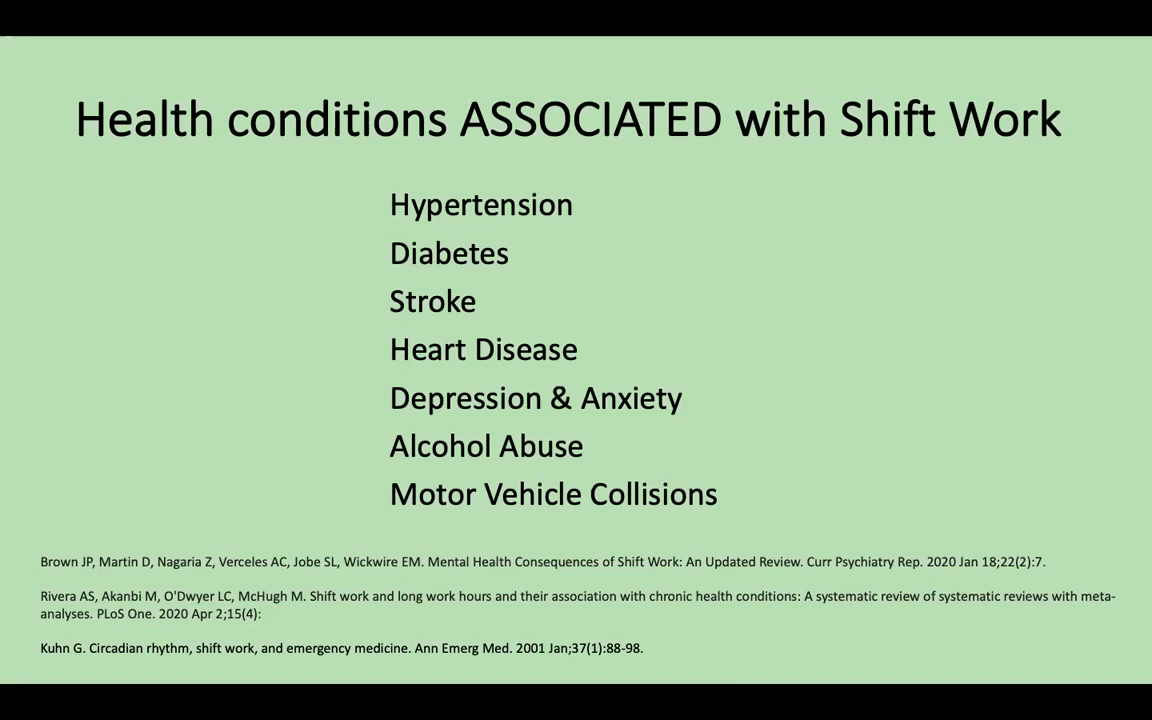 Health conditions ASSOCIATED with Shift Work
Hypertension
Diabetes
Stroke
Heart Disease
Depression & Anxiety
Alcohol Abuse
Motor Vehicle Collisions
Brown JP, Martin D, Nagaria Z, Verceles AC, Jobe SL, Wickwire EM. Mental Health Consequences of Shift Work: An Updated Review. Curr Psychiatry Rep. 2020 Jan 18;22(2):7.
Rivera AS, Akanbi M, O'Dwyer LC, McHugh M. Shift work and long work hours and their association with chronic health conditions: A systematic review of systematic reviews with meta-
analyses. PLoS One. 2020 Apr 2;15(4):
Kuhn G. Circadian rhythm, shift work, and emergency medicine. Ann Emerg Med. 2001 Jan;37(1):88-98.